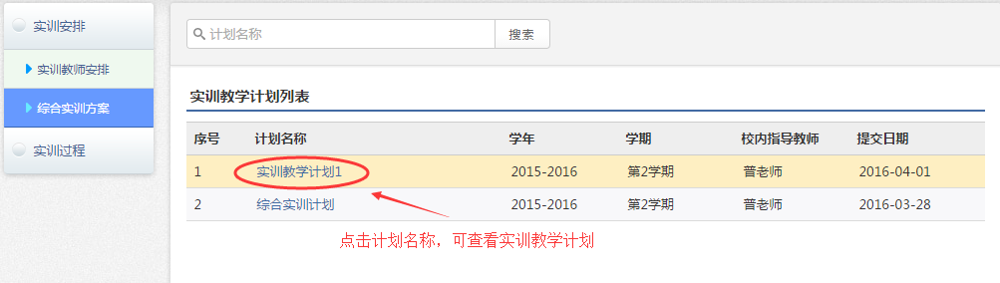 实训安排
实训教师安排
综合实训方案
实训过程
计划名称 搜索
实训教学计划列表
序号 计划名称 学年 学期 校内指导教师 提交日期
1 实训教学计划1 2015-2016 第2学期 普老师 2016-04-01
2 综合实训计划 2015-2016 第2学期 普老师 2016-03-28
点击计划名称，可查看实训教学计划